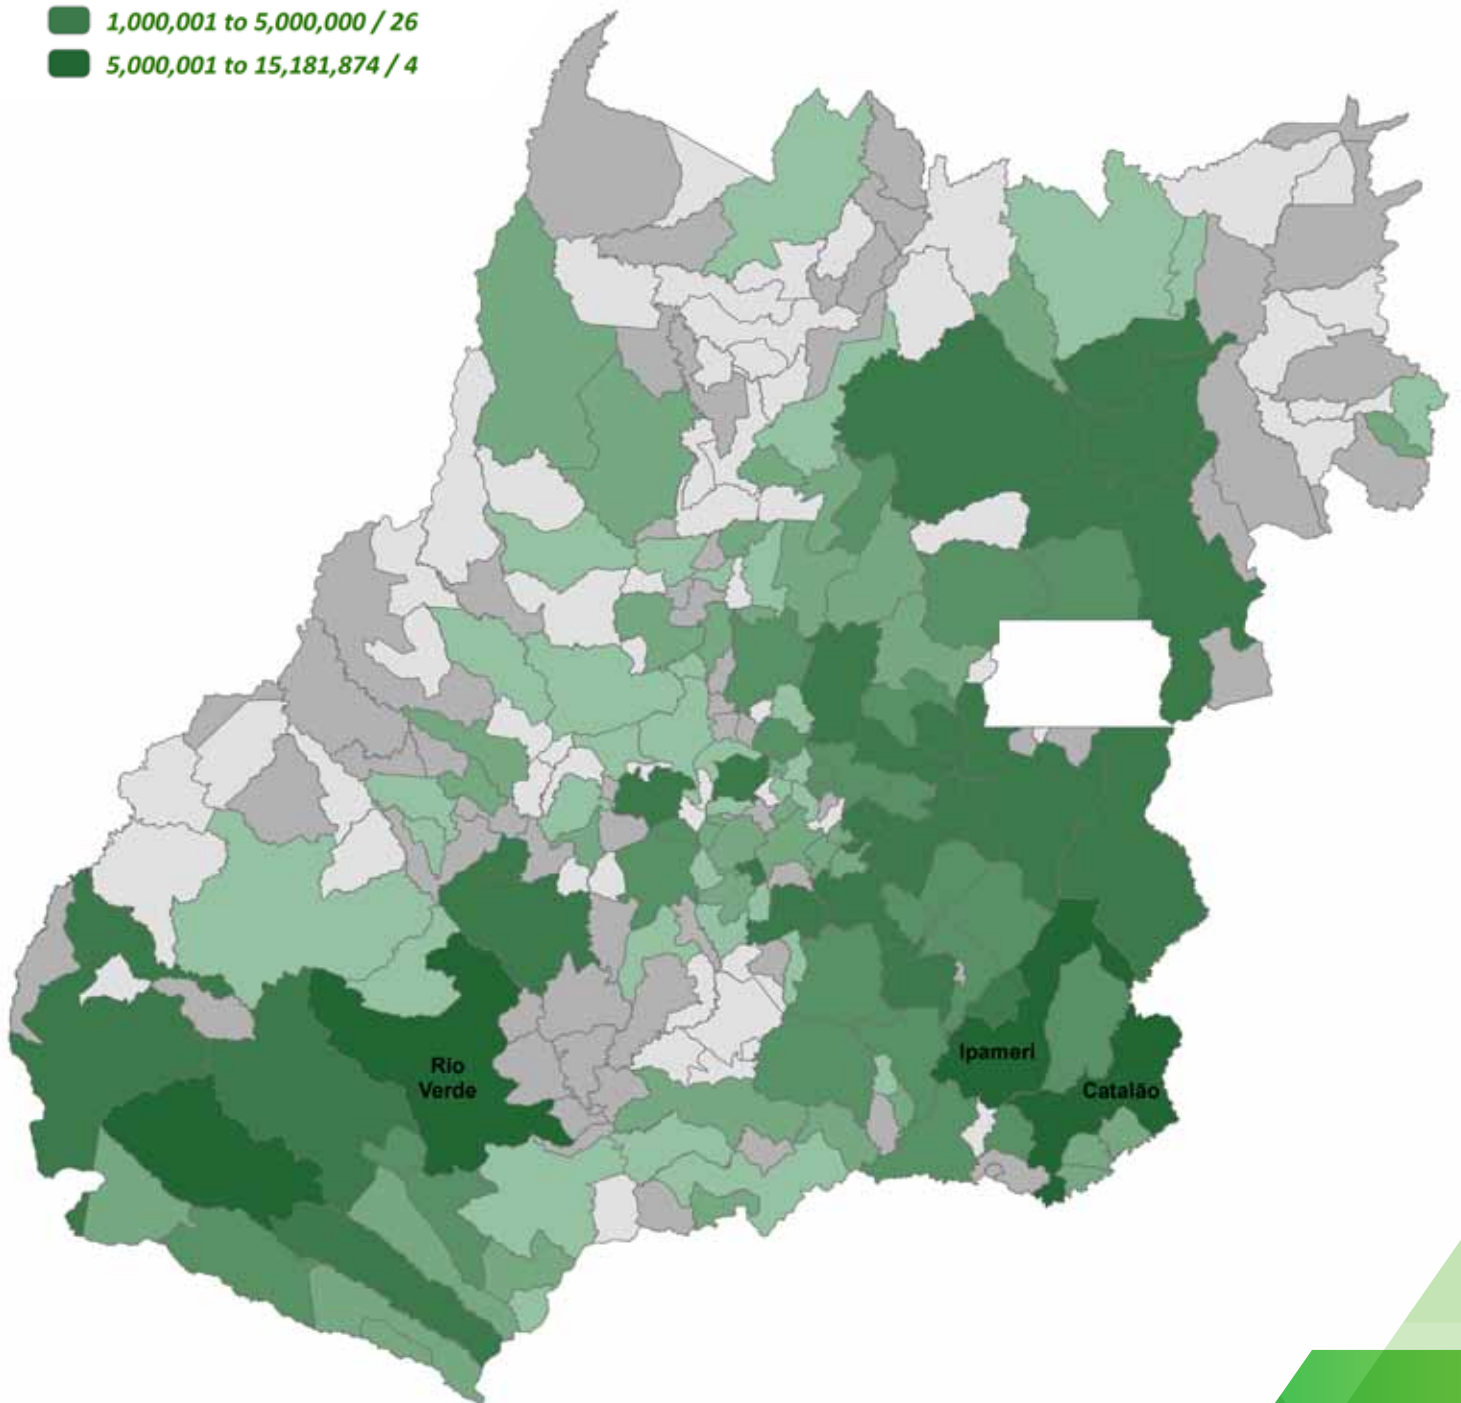 1,000,001 to 5,000,000 / 26
5,000,001 to 15,181,874 / 4
Rio
Verde
Ipameri
Catalão